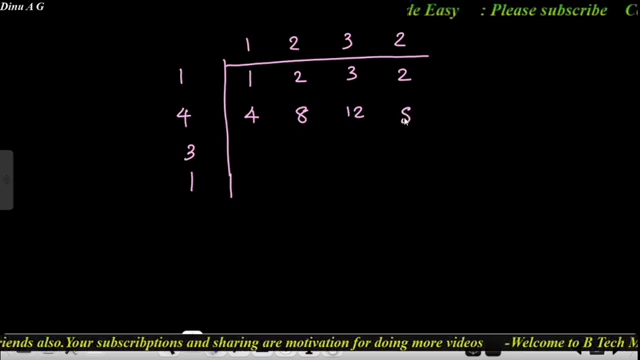 Dinu A G
de Easy : Please subscribe Co
1 2 3 2
1 1 2 3 2
4 4 8 12
3
1
riends also.Your subscribptions and sharing are motivation for doing more videos -Welcome to B Tech M